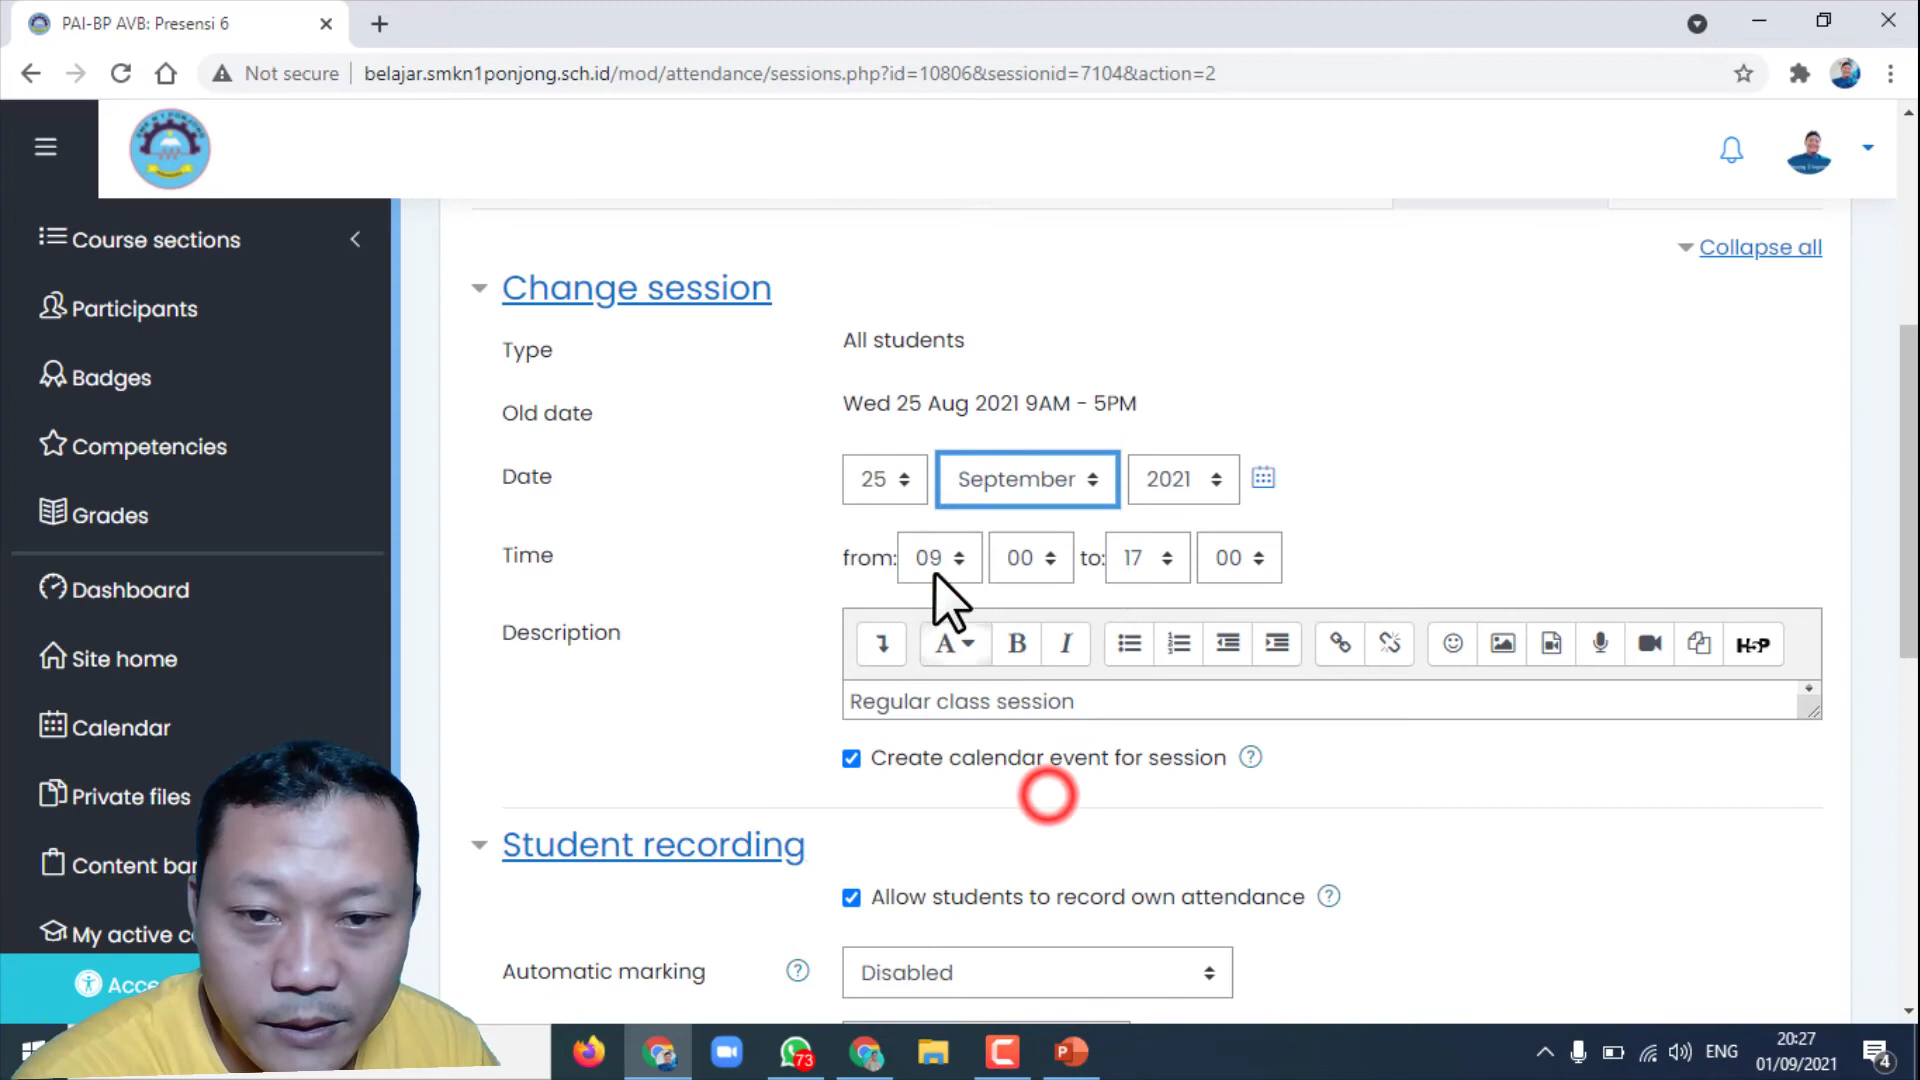 PAI-BP AVB: Presensi 6
Not secure
belajar.smkn1ponjong.sch.id/mod/attendance/sessions.php?id=10806&sessionid=7104&action=2
Course sections
Participants
Badges
Competencies
Grades
Dashboard
Site home
Calendar
Private files
Content ban
My active c
Acce
Collapse all
Change session
Type
All students
Old date
Wed 25 Aug 2021 9AM - 5PM
Date
25
September
2021
Time
from:
09
00
to:
17
00
Description
A
B
I
H5P
Regular class session
Create calendar event for session
Student recording
Allow students to record own attendance
Automatic marking
Disabled
73
ENG
20:27
01/09/2021
4